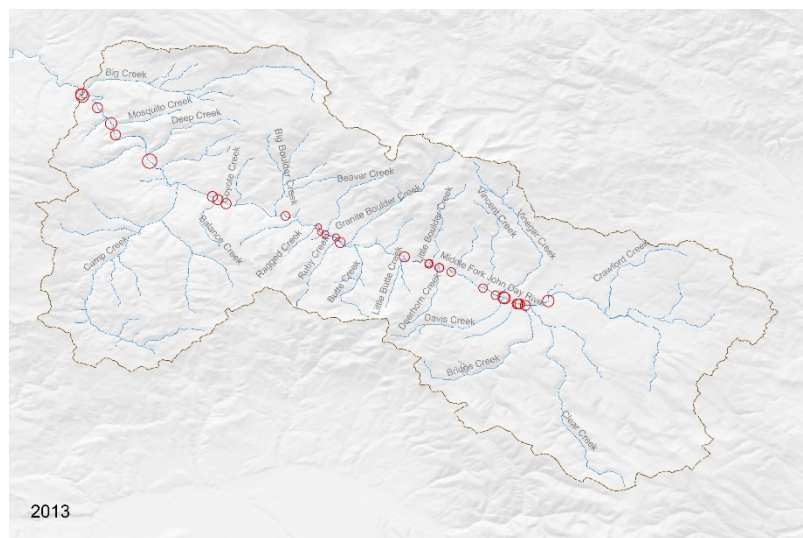 Big Creek
Mosquito Creek
Deep Creek
Big Boulder Creek
Coyote Creek
Beaver Creek
Granite Boulder Creek
Vincent Creek
Vinegar Creek
Little Boulder Creek
Balance Creek
Camp Creek
Ragged Creek
Ruby Creek
Butte Creek
Little Butte Creek
Middle Fork John Day River
Crawford Creek
Deerhorn Creek
Davis Creek
Bridge Creek
Clear Creek
2013